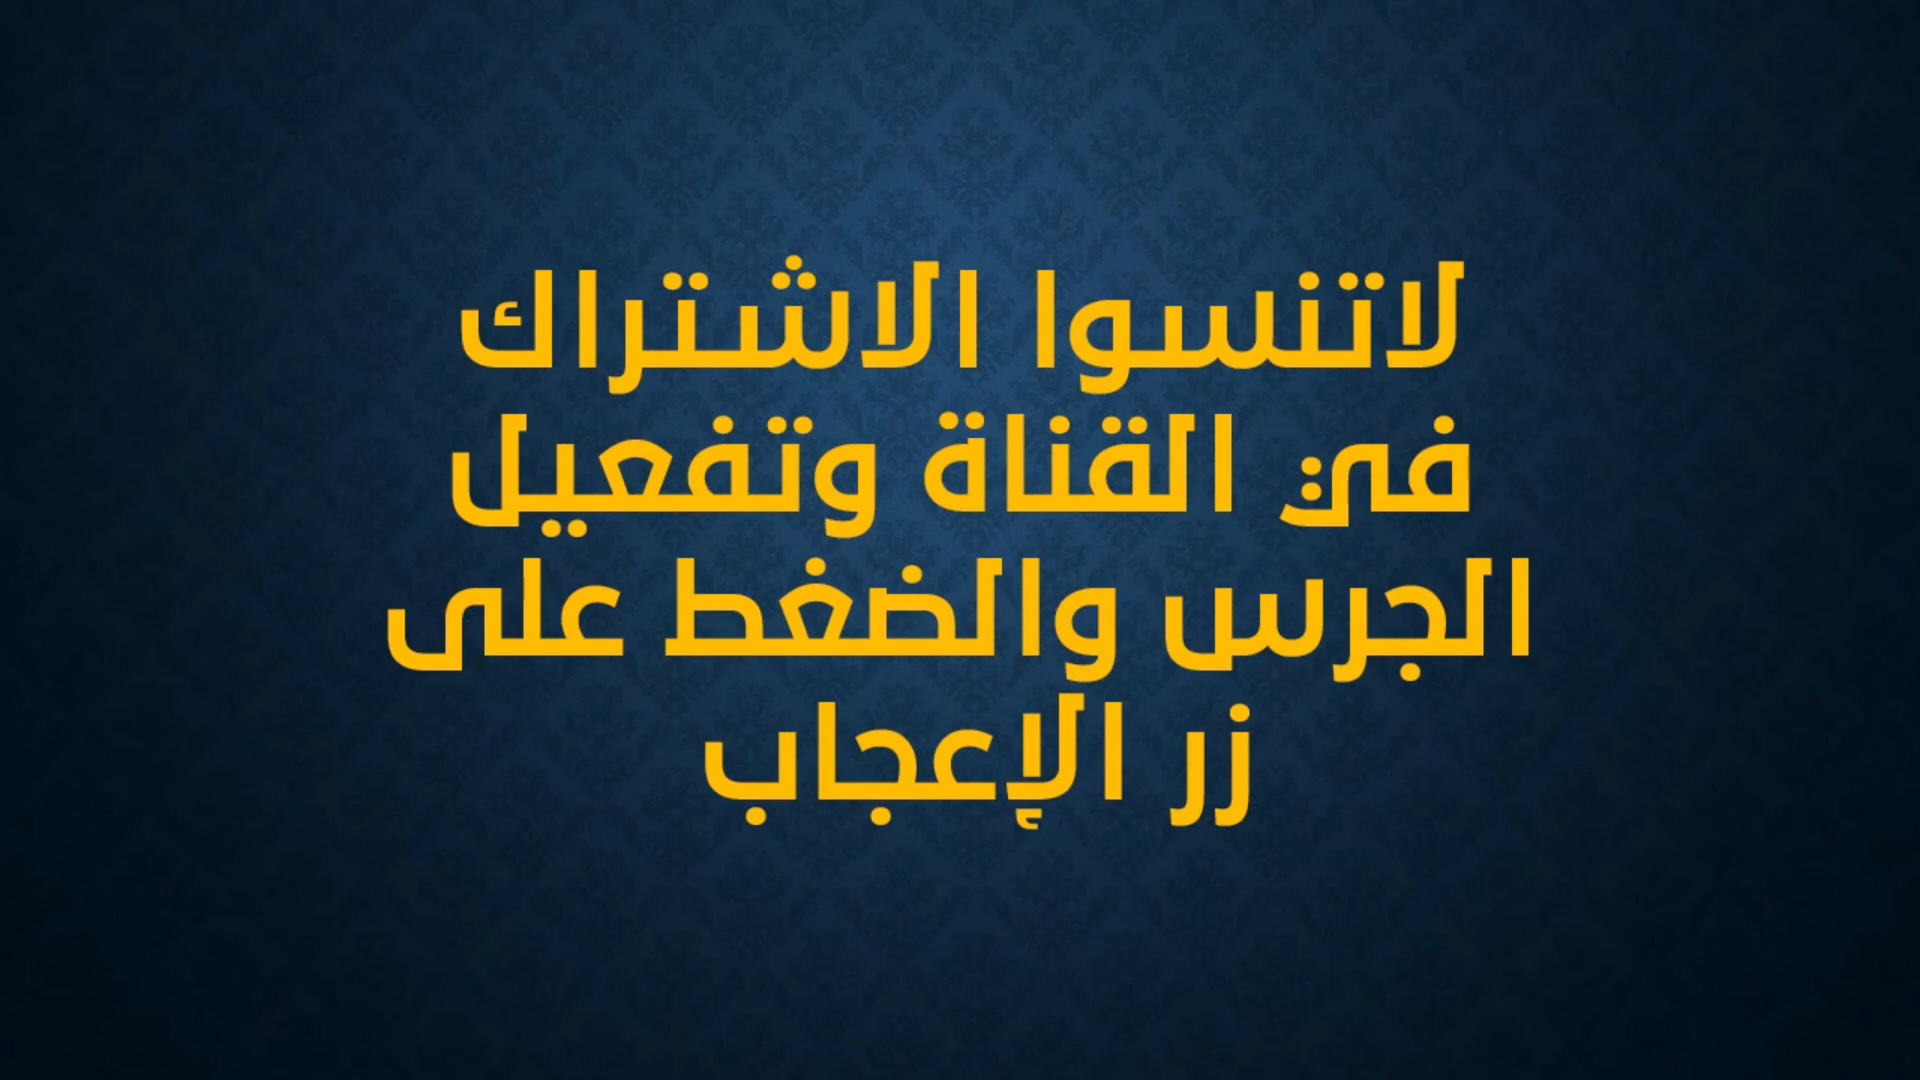 لاتنسوا الاشتراك
في القناة وتفعيل
الجرس والضغط على
زر الإعجاب